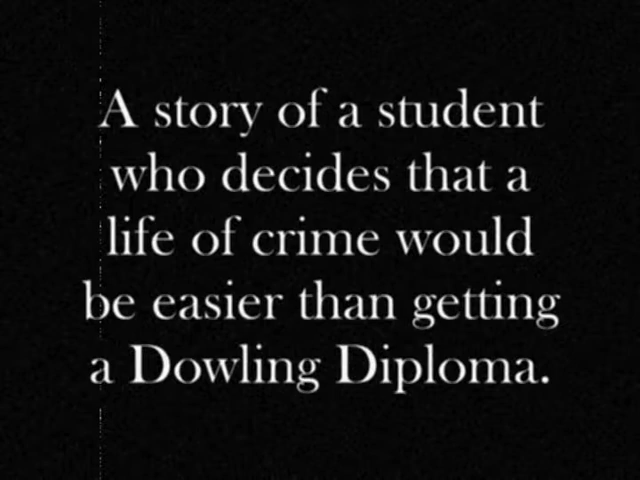 A story of a student
who decides that a
life of crime would
be easier than getting
a Dowling Diploma.